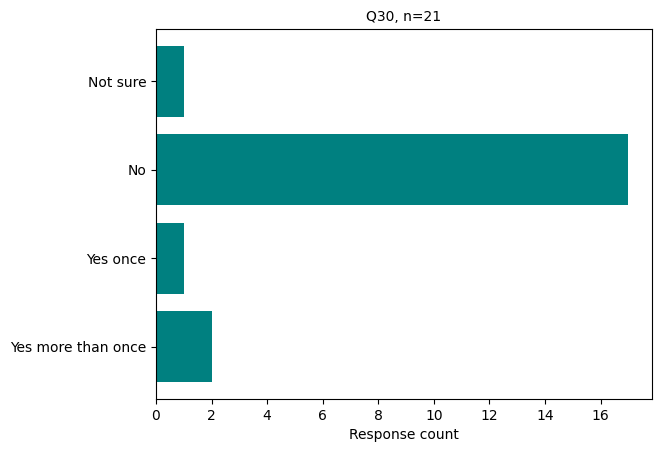 Q30, n=21
Not sure
No
Yes once
Yes more than once
0 2 4 6 8 10 12 14 16
Response count